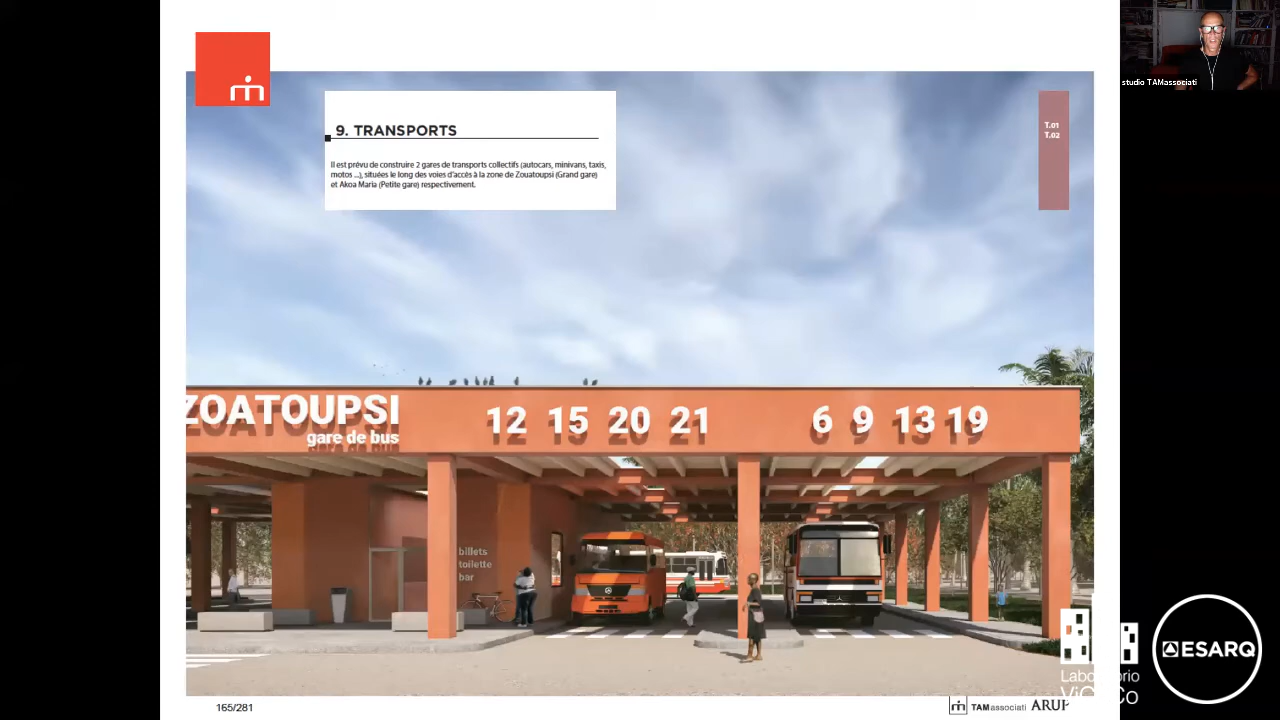 studio TAMassociati
9. TRANSPORTS
T.01
T.02
Il est prévu de construire 2 gares de transports collectifs (autocars, minivans, taxis,
motos ...), situées le long des voies d'accès à la zone de Zouatoupsi (Grand gare)
et Akoa Maria (Petite gare) respectivement.
ZOATOUPSI
gare de bus
12 15 20 21
6 9 13 19
billets
toilette
bar
ESARQ
165/281
TAMassociati ARUP